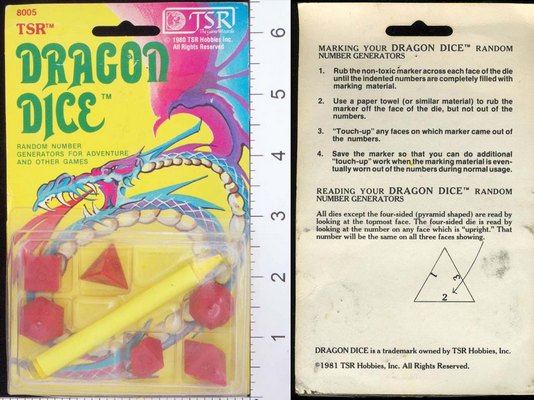 8005
TSR™
DRAGON
DICE™
RANDOM NUMBER
GENERATORS FOR ADVENTURE
AND OTHER GAMES
TSR
The Game Wizards
© 1980 TSR Hobbies, Inc.
All Rights Reserved
6
5
4
3
2
1
MARKING YOUR DRAGON DICE™ RANDOM
NUMBER GENERATORS
1. Rub the non-toxic marker across each face of the die
until the indented numbers are completely filled with
marking material.
2. Use a paper towel (or similar material) to rub the
marker off the face of the die, but not out of the
numbers.
3. "Touch-up" any faces on which marker came out of
the numbers.
4. Save the marker so that you can do additional
"touch-up" work when the marking material is even-
tually worn out of the numbers during normal usage.
READING YOUR DRAGON DICE™ RANDOM
NUMBER GENERATORS
All dice except the four-sided (pyramid shaped) are read by
looking at the topmost face. The four-sided die is read by
looking at the number on any face which is "upright." That
number will be the same on all three faces showing.
1 3
2
DRAGON DICE is a trademark owned by TSR Hobbies, Inc.
©1981 TSR Hobbies, Inc. All Rights Reserved.